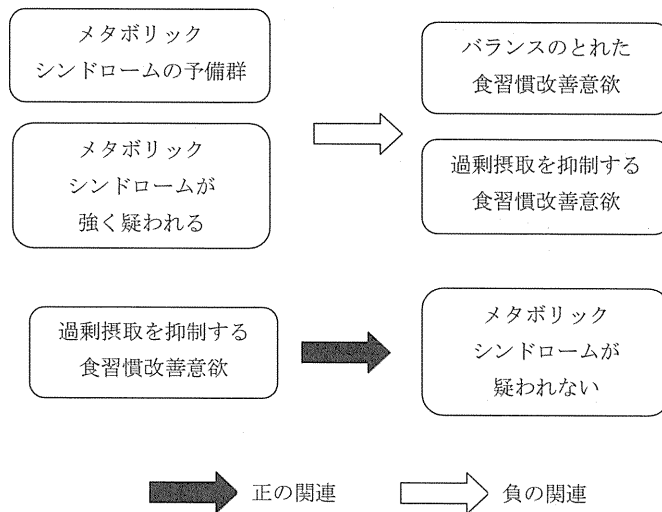 メタボリック
シンドロームの予備群
メタボリック
シンドロームが
強く疑われる
バランスのとれた
食習慣改善意欲
過剰摂取を抑制する
食習慣改善意欲
過剰摂取を抑制する
食習慣改善意欲
メタボリック
シンドロームが
疑われない
正の関連
負の関連